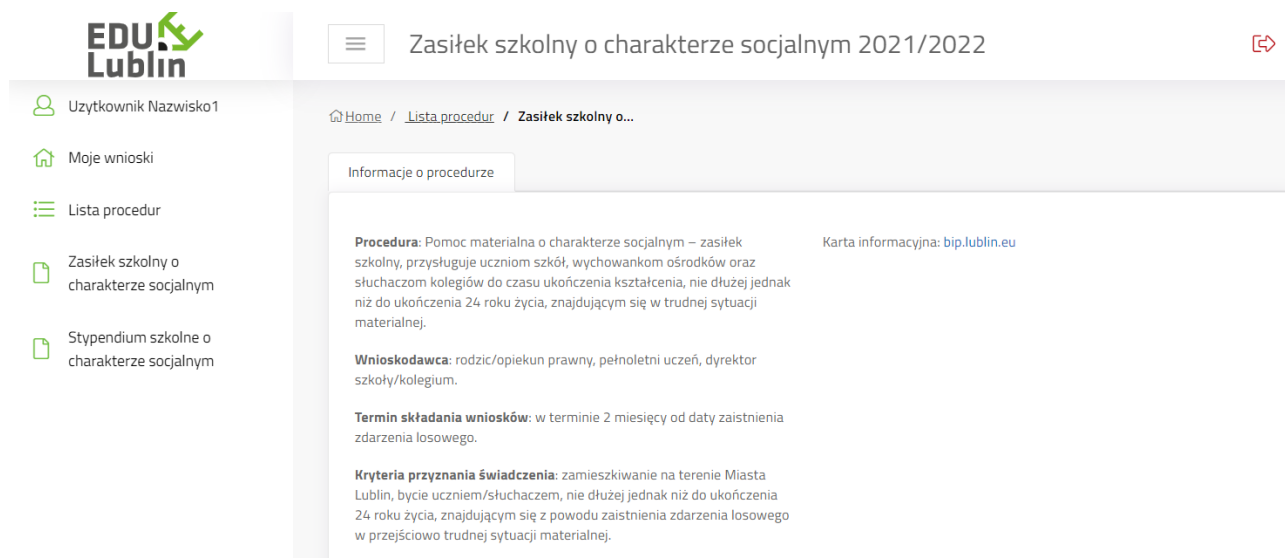 EDU
Lublin
Zasiłek szkolny o charakterze socjalnym 2021/2022
Uzytkownik Nazwisko1
Moje wnioski
Lista procedur
Zasiłek szkolny o
charakterze socjalnym
Stypendium szkolne o
charakterze socjalnym
Home / Lista procedur / Zasiłek szkolny o...
Informacje o procedurze
Procedura: Pomoc materialna o charakterze socjalnym – zasiłek
szkolny, przysługuje uczniom szkół, wychowankom ośrodków oraz
słuchaczom kolegiów do czasu ukończenia kształcenia, nie dłużej jednak
niż do ukończenia 24 roku życia, znajdującym się w trudnej sytuacji
materialnej.
Wnioskodawca: rodzic/opiekun prawny, pełnoletni uczeń, dyrektor
szkoły/kolegium.
Termin składania wniosków: w terminie 2 miesięcy od daty zaistnienia
zdarzenia losowego.
Kryteria przyznania świadczenia: zamieszkiwanie na terenie Miasta
Lublin, bycie uczniem/słuchaczem, nie dłużej jednak niż do ukończenia
24 roku życia, znajdującym się z powodu zaistnienia zdarzenia losowego
w przejściowo trudnej sytuacji materialnej.
Karta informacyjna: bip.lublin.eu